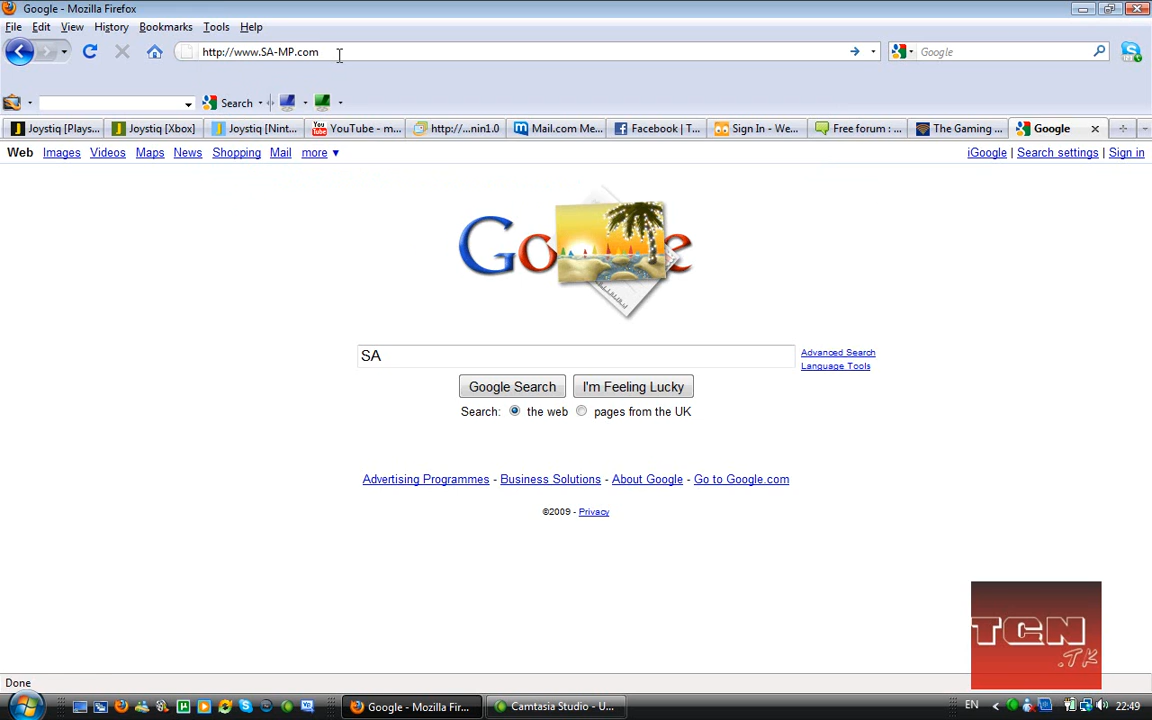 Google - Mozilla Firefox
File Edit View History Bookmarks Tools Help
http://www.SA-MP.com Google
Search
Joystiq [Plays... Joystiq [Xbox] Joystiq [Nint... YouTube - m... http:/...nin1.0 Mail.com Me... Facebook | T... Sign In - We... Free forum : ... The Gaming ... Google
Web Images Videos Maps News Shopping Mail more ▼ iGoogle | Search settings | Sign in
Go le
SA
Advanced Search
Language Tools
Google Search I'm Feeling Lucky
Search: the web pages from the UK
Advertising Programmes - Business Solutions - About Google - Go to Google.com
©2009 - Privacy
TCN
.TK
Done
Google - Mozilla Fir... Camtasia Studio - U... EN 22:49